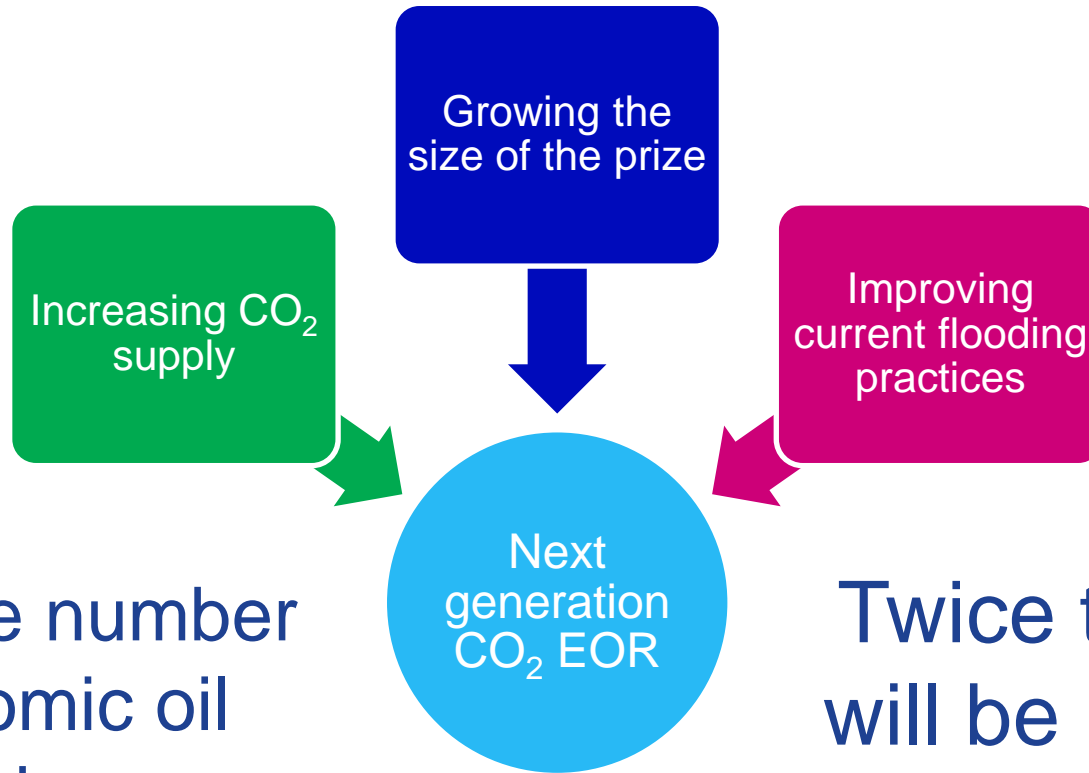 Growing the
size of the prize
Increasing CO₂
supply
Improving
current flooding
practices
Next
generation
CO₂ EOR
number
oil
Twice
will be